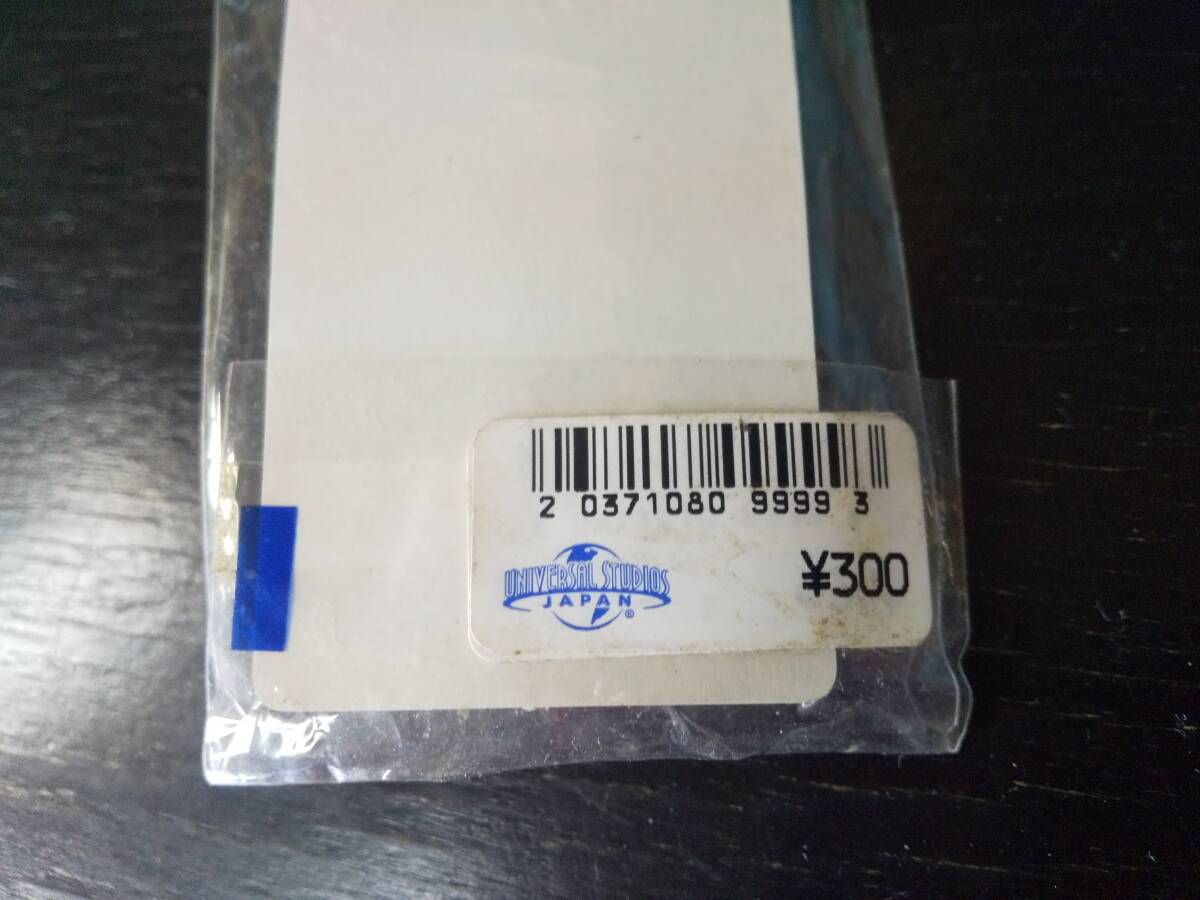 2 0371080 9999 3
UNIVERSAL STUDIOS
JAPAN ®
¥300